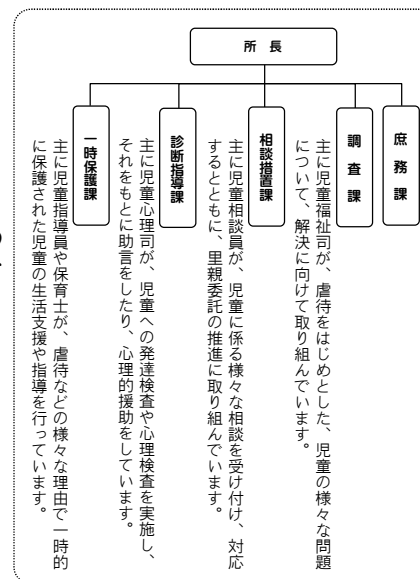 所長
庶務課
調査課
主に児童福祉司が、虐待をはじめとした、児童の様々な問題
について、解決に向けて取り組んでいます。
相談措置課
主に児童相談員が、児童に係る様々な相談を受け付け、対応
するとともに、里親委託の推進に取り組んでいます。
診断指導課
主に児童心理司が、児童への発達検査や心理検査を実施し、
それをもとに助言をしたり、心理的援助をしています。
一時保護課
主に児童指導員や保育士が、虐待などの様々な理由で一時的
に保護された児童の生活支援や指導を行っています。